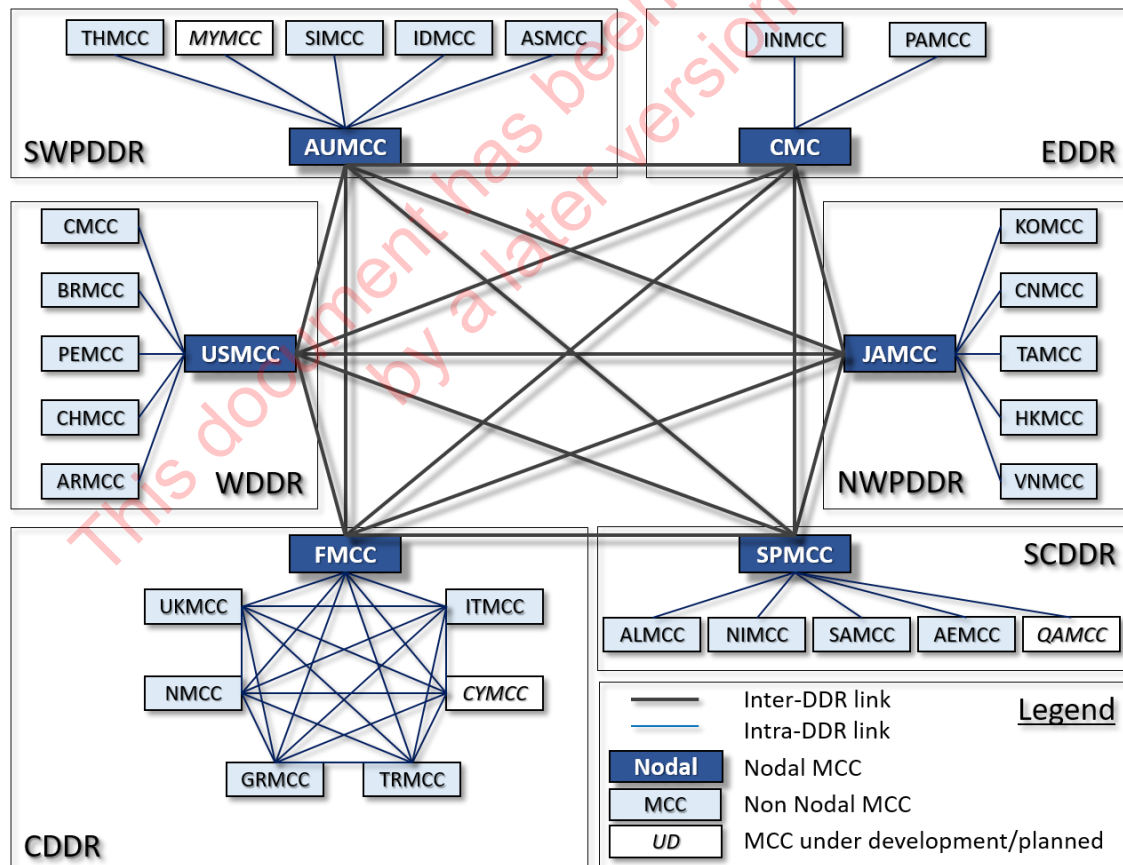 THMCC
MYMCC
SIMCC
IDMCC
ASMCC
AUMCC
SWPDDR
INMCC
PAMCC
CMC
EDDR
CMCC
BRMCC
PEMCC
CHMCC
ARMCC
USMCC
WDDR
KOMCC
CNMCC
TAMCC
HKMCC
VNMCC
JAMCC
NWPDDR
FMCC
UKMCC
ITMCC
NMCC
CYMCC
GRMCC
TRMCC
CDDR
SPMCC
SCDDR
ALMCC
NIMCC
SAMCC
AEMCC
QAMCC
Legend
Inter-DDR link
Intra-DDR link
Nodal Nodal MCC
MCC Non Nodal MCC
UD MCC under development/planned
This document has been
by a later version